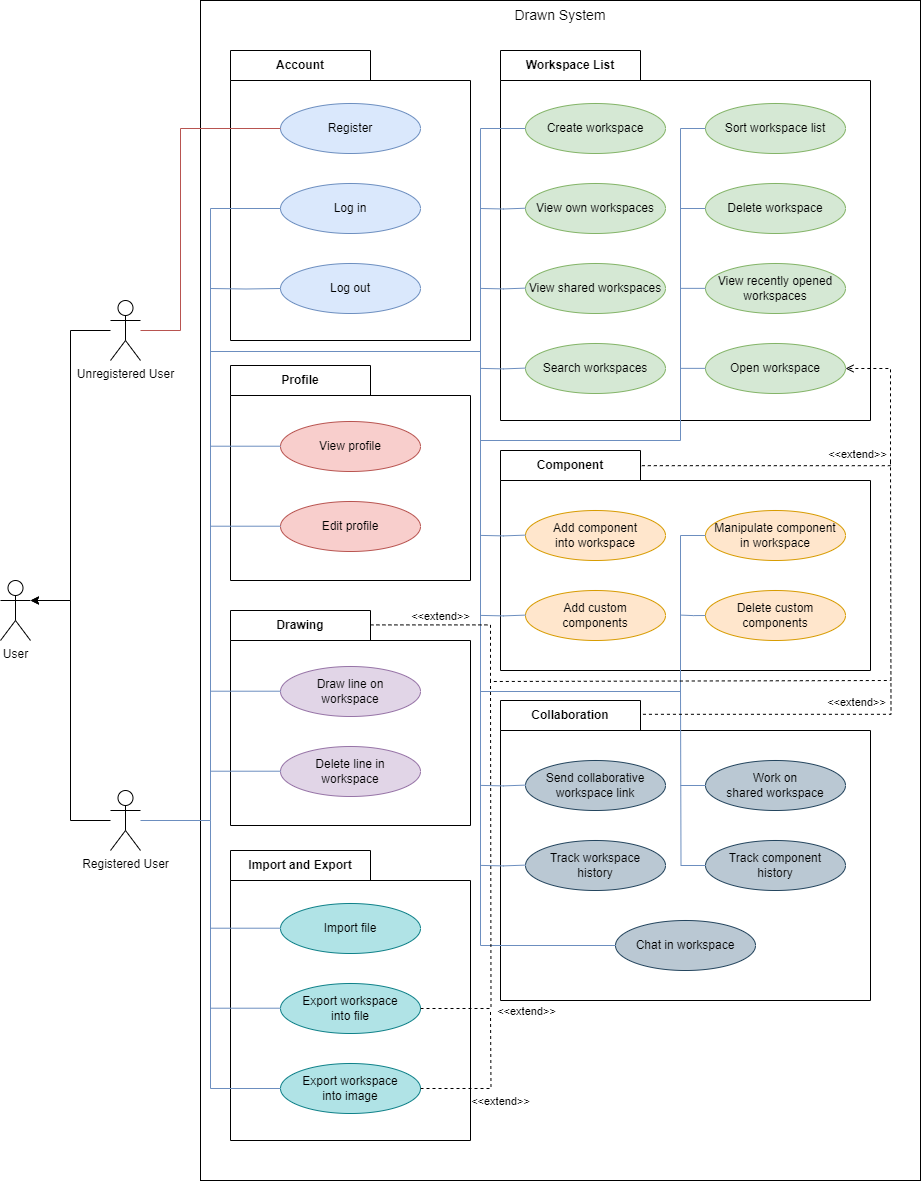 Drawn System
Account
Register
Log in
Log out
Workspace List
Create workspace
Sort workspace list
View own workspaces
Delete workspace
View shared workspaces
View recently opened
workspaces
Search workspaces
Open workspace
Unregistered User
Profile
View profile
Edit profile
<<extend>>
Component
Add component
into workspace
Manipulate component
in workspace
Add custom
components
Delete custom
components
User
Drawing
<<extend>>
Draw line on
workspace
Delete line in
workspace
<<extend>>
Collaboration
Send collaborative
workspace link
Work on
shared workspace
Track workspace
history
Track component
history
Chat in workspace
Registered User
Import and Export
Import file
Export workspace
into file
<<extend>>
Export workspace
into image
<<extend>>